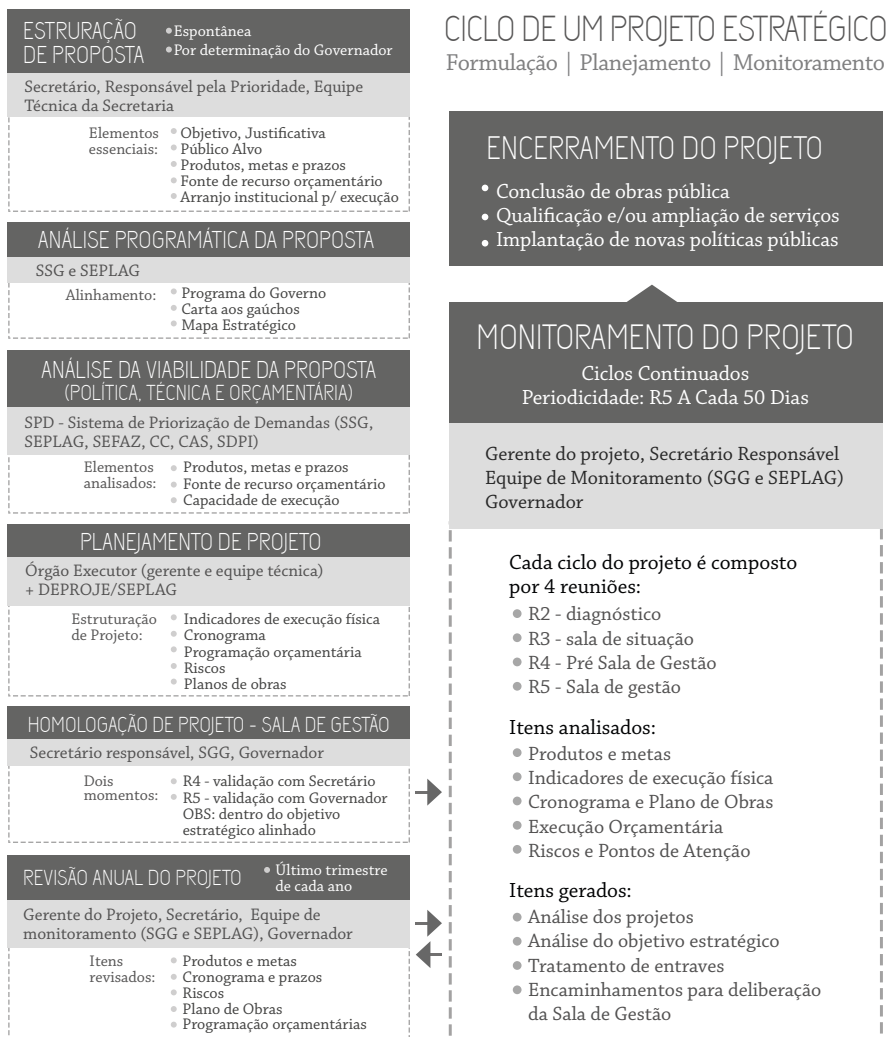 ESTRURAÇÃO
DE PROPOSTA
•Espontânea
•Por determinação do Governador
Secretário, Responsável pela Prioridade, Equipe
Técnica da Secretaria
Elementos
essenciais:
• Objetivo, Justificativa
• Público Alvo
• Produtos, metas e prazos
• Fonte de recurso orçamentário
• Arranjo institucional p/ execução
ANÁLISE PROGRAMÁTICA DA PROPOSTA
SSG e SEPLAG
Alinhamento:
• Programa do Governo
• Carta aos gaúchos
• Mapa Estratégico
ANÁLISE DA VIABILIDADE DA PROPOSTA
(POLÍTICA, TÉCNICA E ORÇAMENTÁRIA)
SPD - Sistema de Priorização de Demandas (SSG,
SEPLAG, SEFAZ, CC, CAS, SDPI)
Elementos
analisados:
• Produtos, metas e prazos
• Fonte de recurso orçamentário
• Capacidade de execução
PLANEJAMENTO DE PROJETO
Órgão Executor (gerente e equipe técnica)
+ DEPROJE/SEPLAG
Estruturação
de Projeto:
• Indicadores de execução física
• Cronograma
• Programação orçamentária
• Riscos
• Planos de obras
HOMOLOGAÇÃO DE PROJETO - SALA DE GESTÃO
Secretário responsável, SGG, Governador
Dois
momentos:
• R4 - validação com Secretário
• R5 - validação com Governador
OBS: dentro do objetivo
estratégico alinhado
REVISÃO ANUAL DO PROJETO
• Último trimestre
de cada ano
Gerente do Projeto, Secretário, Equipe de
monitoramento (SGG e SEPLAG), Governador
Itens
revisados:
• Produtos e metas
• Cronograma e prazos
• Riscos
• Plano de Obras
• Programação orçamentárias
CICLO DE UM PROJETO ESTRATÉGICO
Formulação | Planejamento | Monitoramento
ENCERRAMENTO DO PROJETO
• Conclusão de obras pública
• Qualificação e/ou ampliação de serviços
• Implantação de novas políticas públicas
MONITORAMENTO DO PROJETO
Ciclos Continuados
Periodicidade: R5 A Cada 50 Dias
Gerente do projeto, Secretário Responsável
Equipe de Monitoramento (SGG e SEPLAG)
Governador
Cada ciclo do projeto é composto
por 4 reuniões:
• R2 - diagnóstico
• R3 - sala de situação
• R4 - Pré Sala de Gestão
• R5 - Sala de gestão
Itens analisados:
• Produtos e metas
• Indicadores de execução física
• Cronograma e Plano de Obras
• Execução Orçamentária
• Riscos e Pontos de Atenção
Itens gerados:
• Análise dos projetos
• Análise do objetivo estratégico
• Tratamento de entraves
• Encaminhamentos para deliberação
da Sala de Gestão